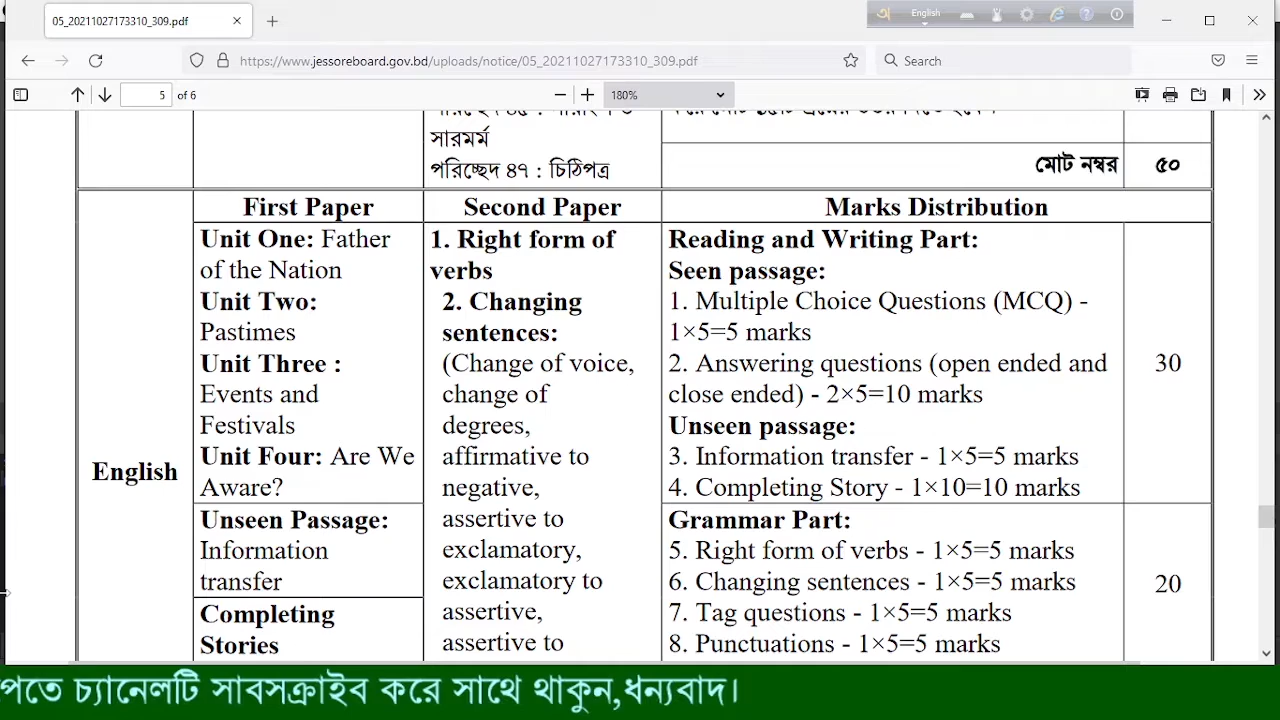 05_20211027173310_309.pdf
English
https://www.jessoreboard.gov.bd/uploads/notice/05_20211027173310_309.pdf
Search
5 of 6
180%
সারমর্ম
পরিচ্ছেদ ৪৭ : চিঠিপত্র
মোট নম্বর ৫০
First Paper Second Paper Marks Distribution
English
Unit One: Father
of the Nation
Unit Two:
Pastimes
Unit Three :
Events and
Festivals
Unit Four: Are We
Aware?
Unseen Passage:
Information
transfer
Completing
Stories
1. Right form of
verbs
2. Changing
sentences:
(Change of voice,
change of
degrees,
affirmative to
negative,
assertive to
exclamatory,
exclamatory to
assertive,
assertive to
Reading and Writing Part:
Seen passage:
1. Multiple Choice Questions (MCQ) -
1×5=5 marks
2. Answering questions (open ended and
close ended) - 2×5=10 marks
Unseen passage:
3. Information transfer - 1×5=5 marks
4. Completing Story - 1×10=10 marks
30
Grammar Part:
5. Right form of verbs - 1×5=5 marks
6. Changing sentences - 1×5=5 marks
7. Tag questions - 1×5=5 marks
8. Punctuations - 1×5=5 marks
20
পেতে চ্যানেলটি সাবসক্রাইব করে সাথে থাকুন,ধন্যবাদ।